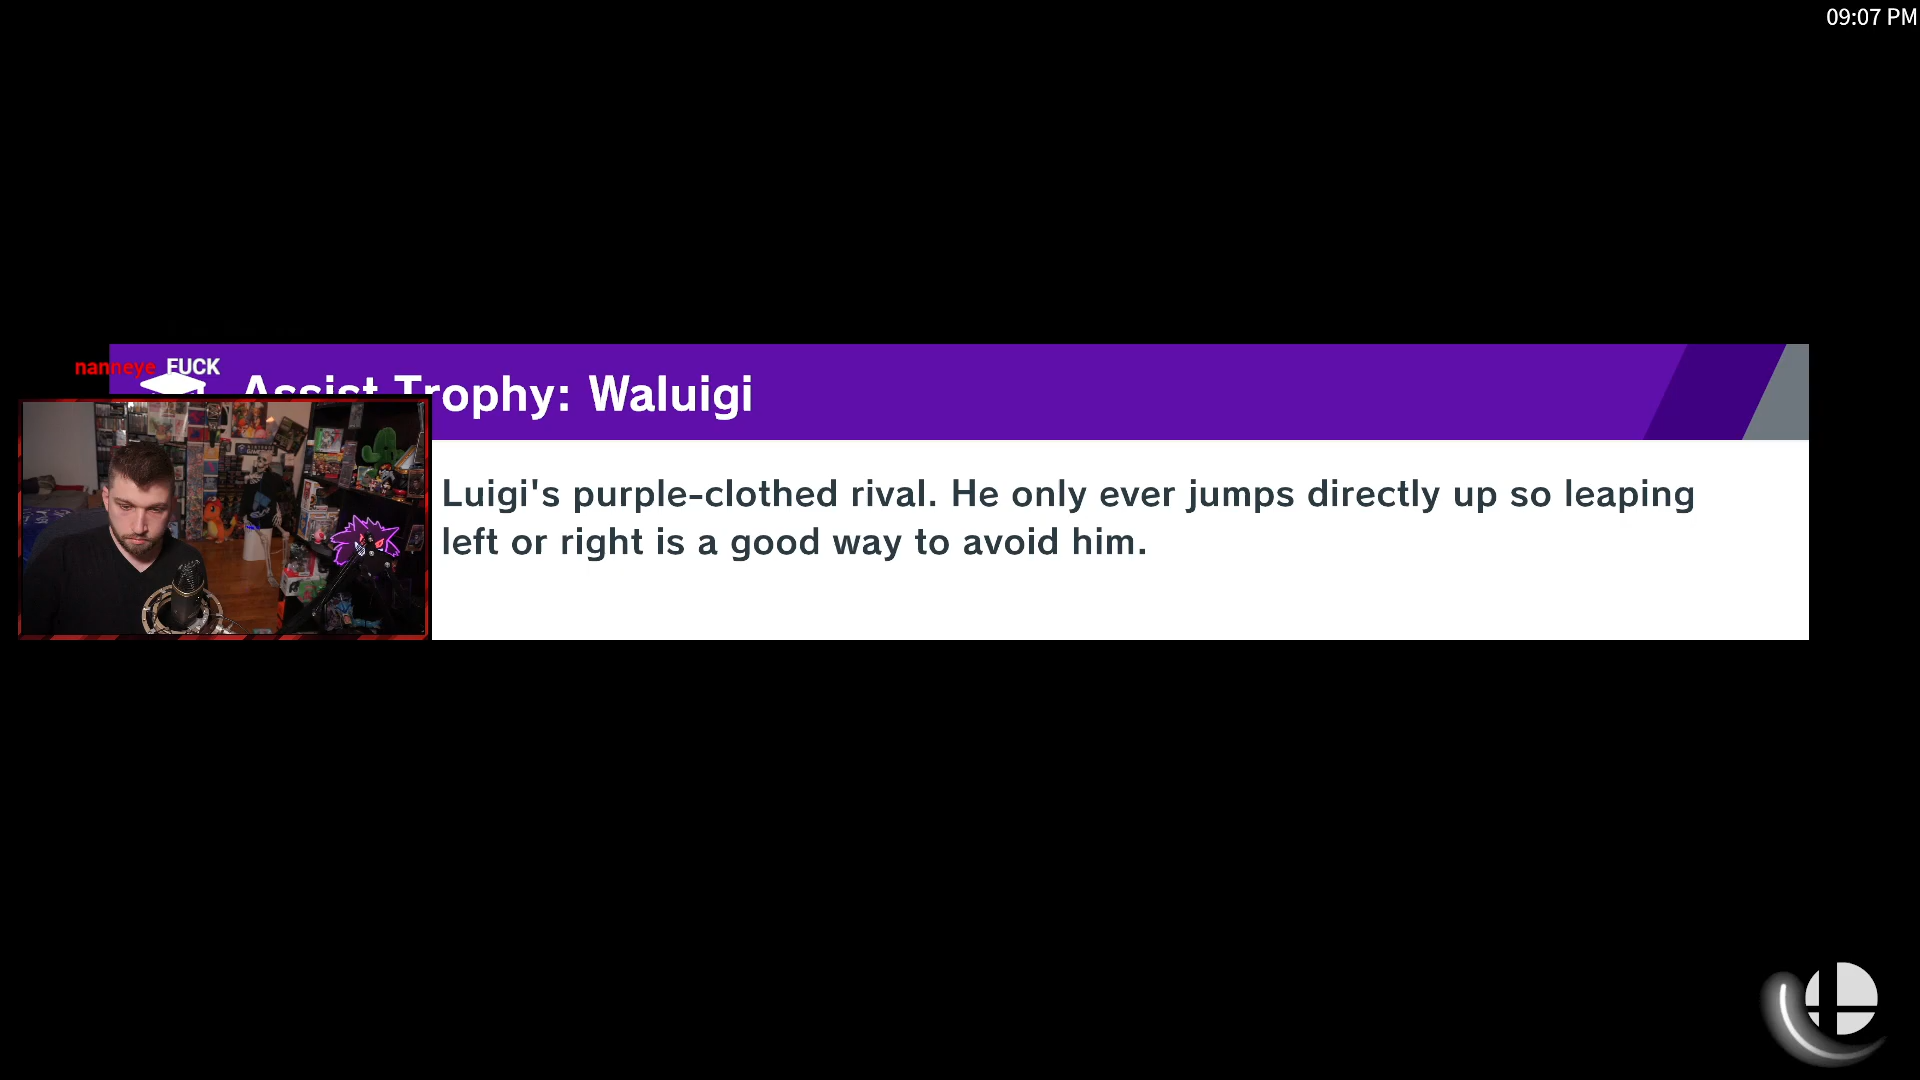 09:07 PM
nanneye FUCK
Assist Trophy: Waluigi
Luigi's purple-clothed rival. He only ever jumps directly up so leaping
left or right is a good way to avoid him.